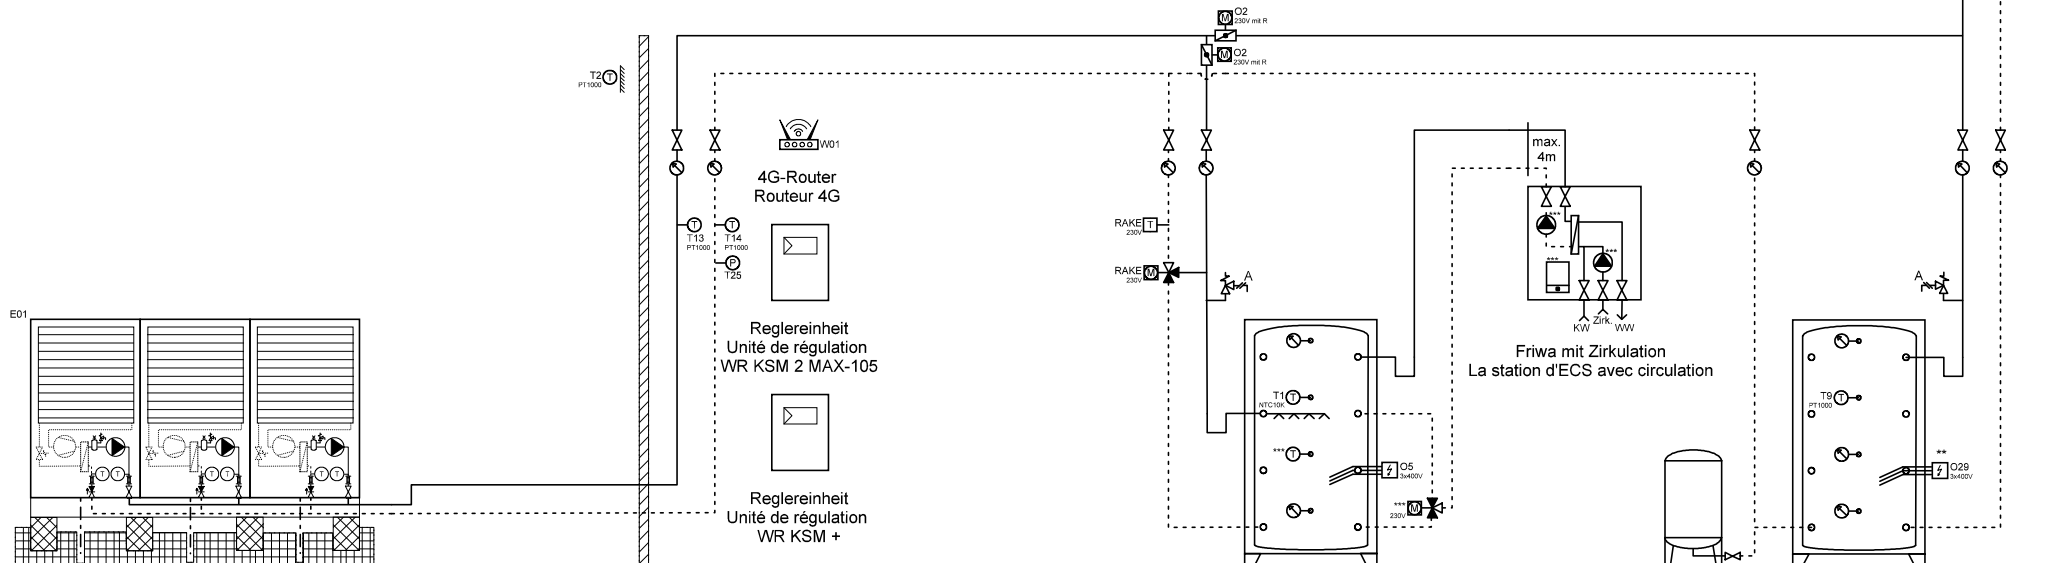 O2
230V mit R
M
O2
230V mit R
M
T2
PT1000
T
W01
4G-Router
Routeur 4G
max.
4m
T
T13
PT1000
T
T14
PT1000
P
T25
RAKE
230V
T
RAKE
230V
M
A
A
***
***
***
KW
Zirk.
WW
Friwa mit Zirkulation
La station d'ECS avec circulation
E01
Reglereinheit
Unité de régulation
WR KSM 2 MAX-105
T1
NTC10K
T
T9
PT1000
T
*** T
O5
3x400V
**
O29
3x400V
T T
T T
T T
Reglereinheit
Unité de régulation
WR KSM +
***
230V
M